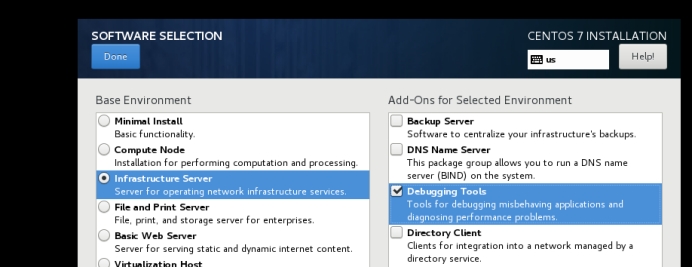 SOFTWARE SELECTION
CENTOS 7 INSTALLATION
Done
us
Help!
Base Environment
Minimal Install
Basic functionality.
Compute Node
Installation for performing computation and processing.
Infrastructure Server
Server for operating network infrastructure services.
File and Print Server
File, print, and storage server for enterprises.
Basic Web Server
Server for serving static and dynamic internet content.
Virtualization Host
Add-Ons for Selected Environment
Backup Server
Software to centralize your infrastructure's backups.
DNS Name Server
This package group allows you to run a DNS name
server (BIND) on the system.
Debugging Tools
Tools for debugging misbehaving applications and
diagnosing performance problems.
Directory Client
Clients for integration into a network managed by a
directory service.